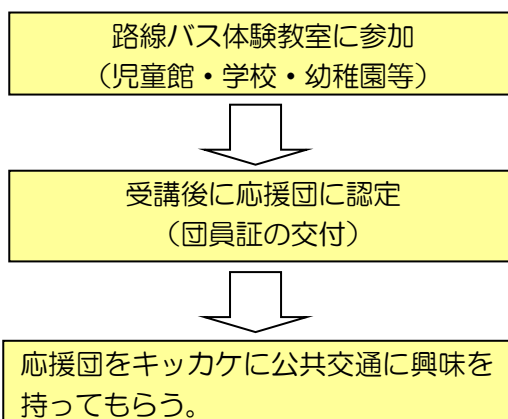 路線バス体験教室に参加
（児童館・学校・幼稚園等）
受講後に応援団に認定
（団員証の交付）
応援団をキッカケに公共交通に興味を
持ってもらう。